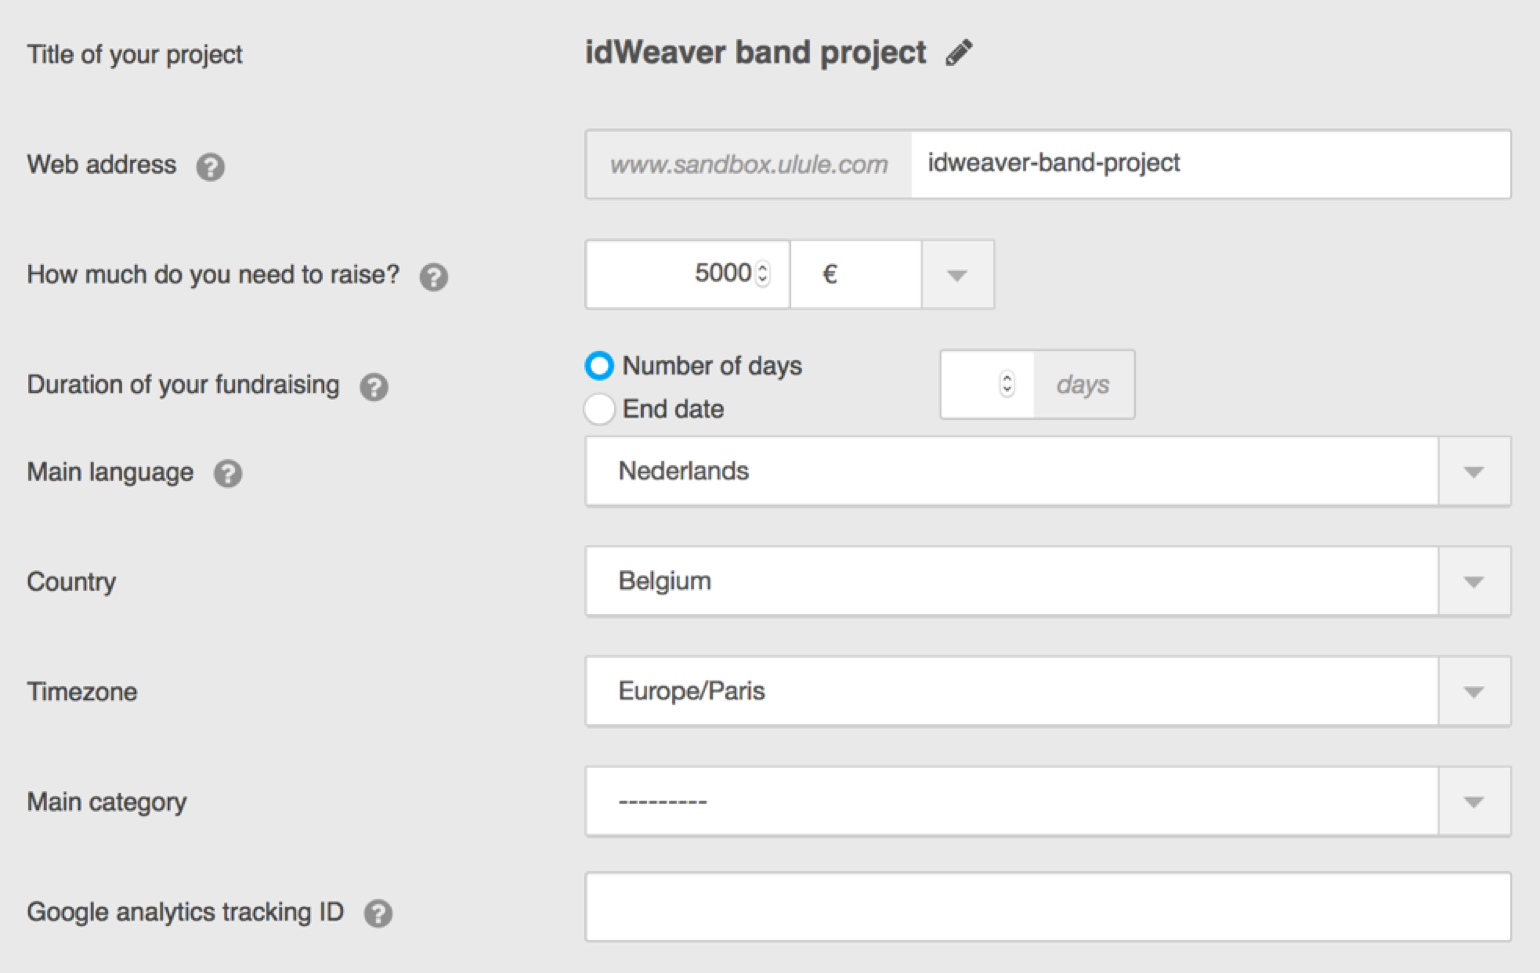 Title of your project idWeaver band project
Web address ? www.sandbox.ulule.com idweaver-band-project
How much do you need to raise? ? 5000 €
Duration of your fundraising ? Number of days days
End date
Main language ? Nederlands
Country Belgium
Timezone Europe/Paris
Main category ---------
Google analytics tracking ID ?